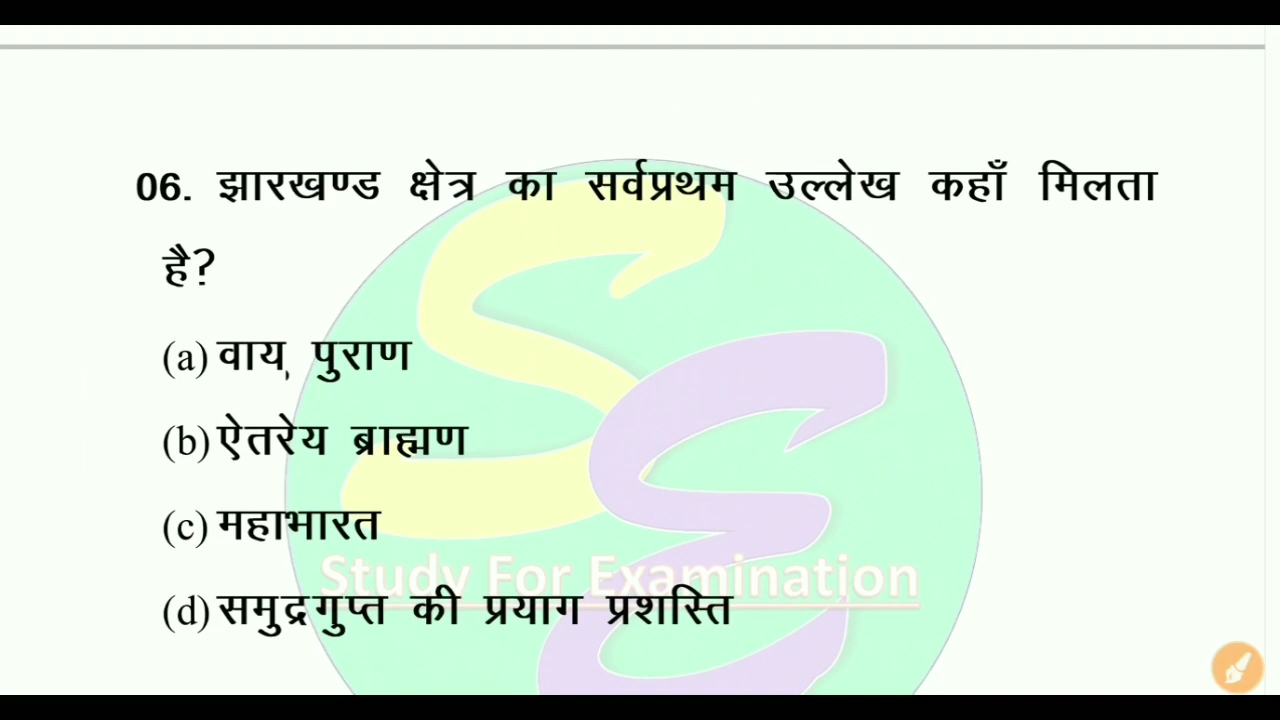 06. झारखण्ड क्षेत्र का सर्वप्रथम उल्लेख कहाँ मिलता
है?
(a) वायु पुराण
(b) ऐतरेय ब्राह्मण
(c) महाभारत
Study For Examination
(d) समुद्रगुप्त की प्रयाग प्रशस्ति